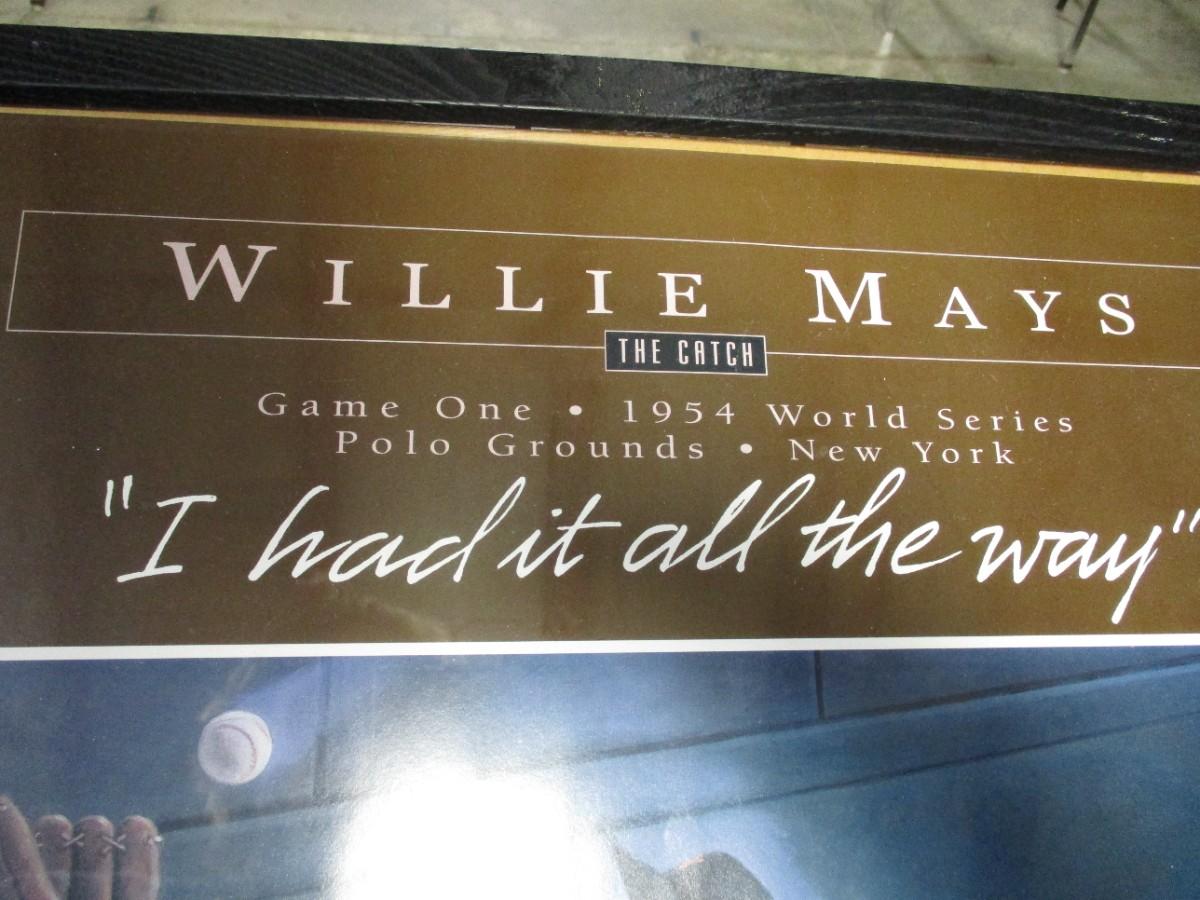 WILLIE MAYS
THE CATCH
Game One • 1954 World Series
Polo Grounds • New York
"I had it all the way"